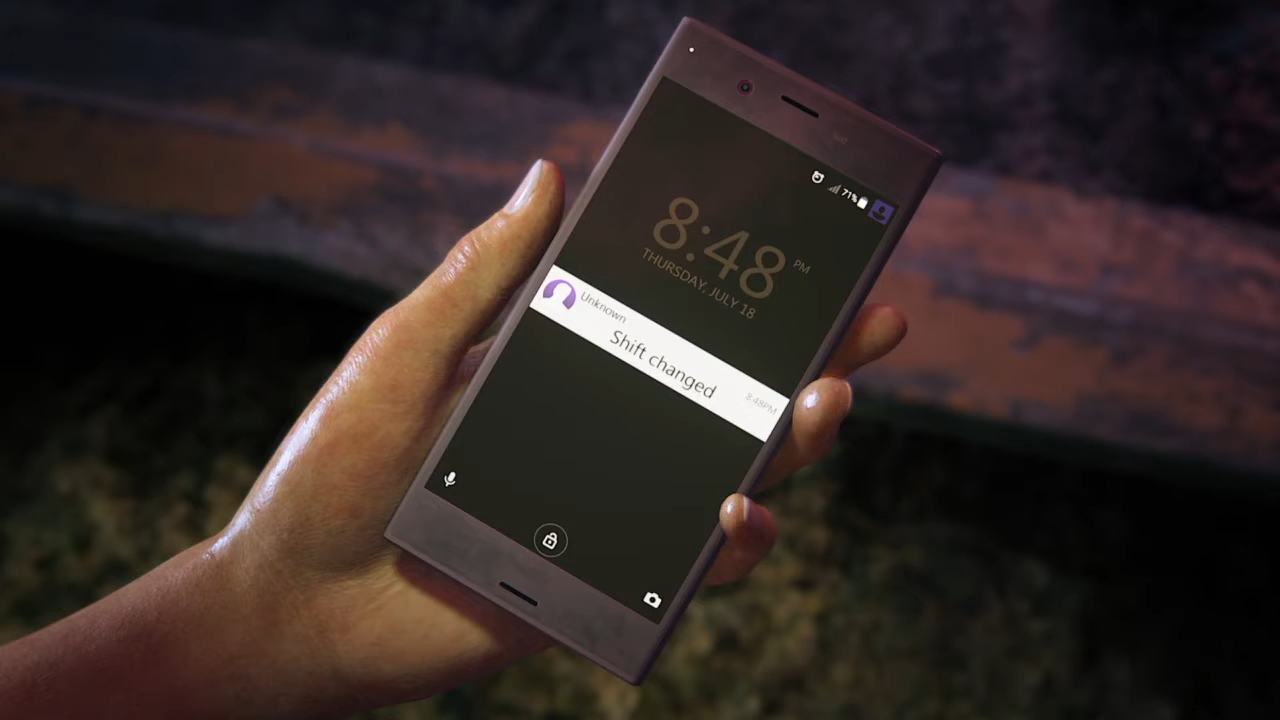 71%
8:48 PM
THURSDAY, JULY 18
Unknown
Shift changed
8:48PM